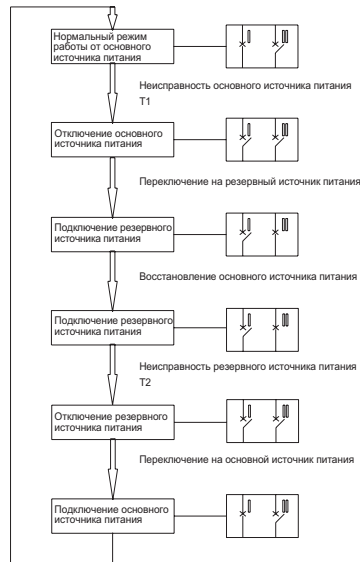 Нормальный режим
работы от основного
источника питания
Неисправность основного источника питания
T1
Отключение основного
источника питания
Переключение на резервный источник питания
Подключение резервного
источника питания
Восстановление основного источника питания
Подключение резервного
источника питания
Неисправность резервного источника питания
T2
Отключение резервного
источника питания
Переключение на основной источник питания
Подключение основного
источника питания